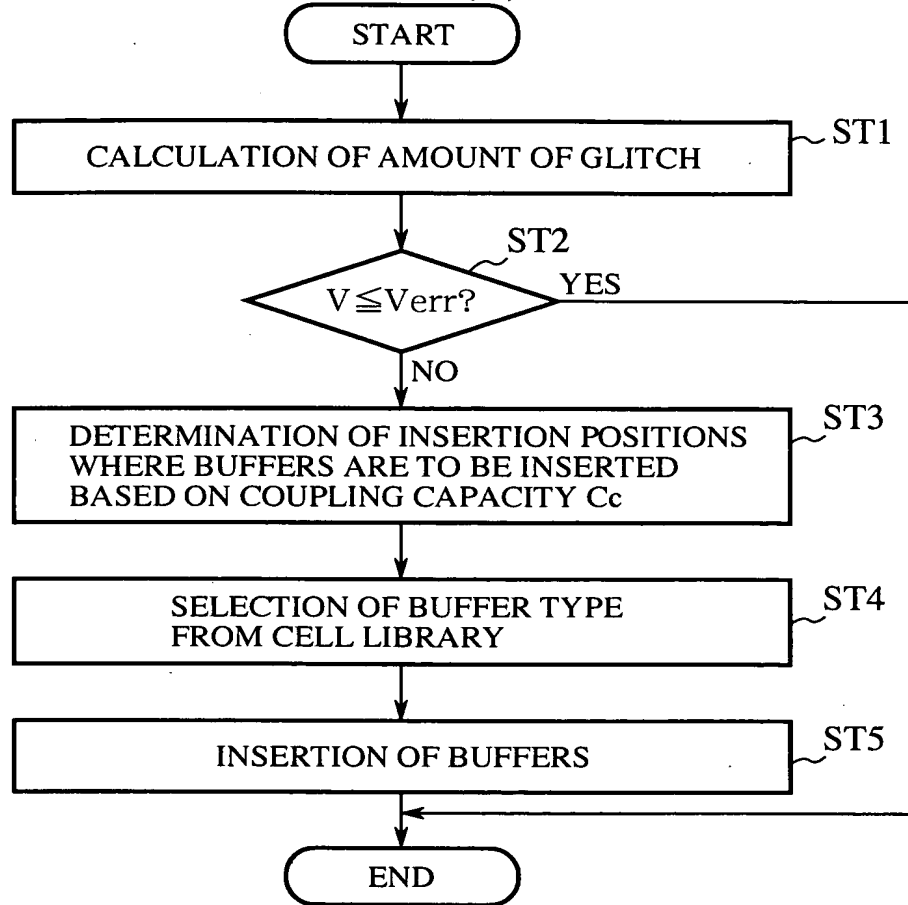 START
CALCULATION OF AMOUNT OF GLITCH
ST1
ST2
V≦Verr?
YES
NO
DETERMINATION OF INSERTION POSITIONS
WHERE BUFFERS ARE TO BE INSERTED
BASED ON COUPLING CAPACITY Cc
ST3
SELECTION OF BUFFER TYPE
FROM CELL LIBRARY
ST4
INSERTION OF BUFFERS
ST5
END